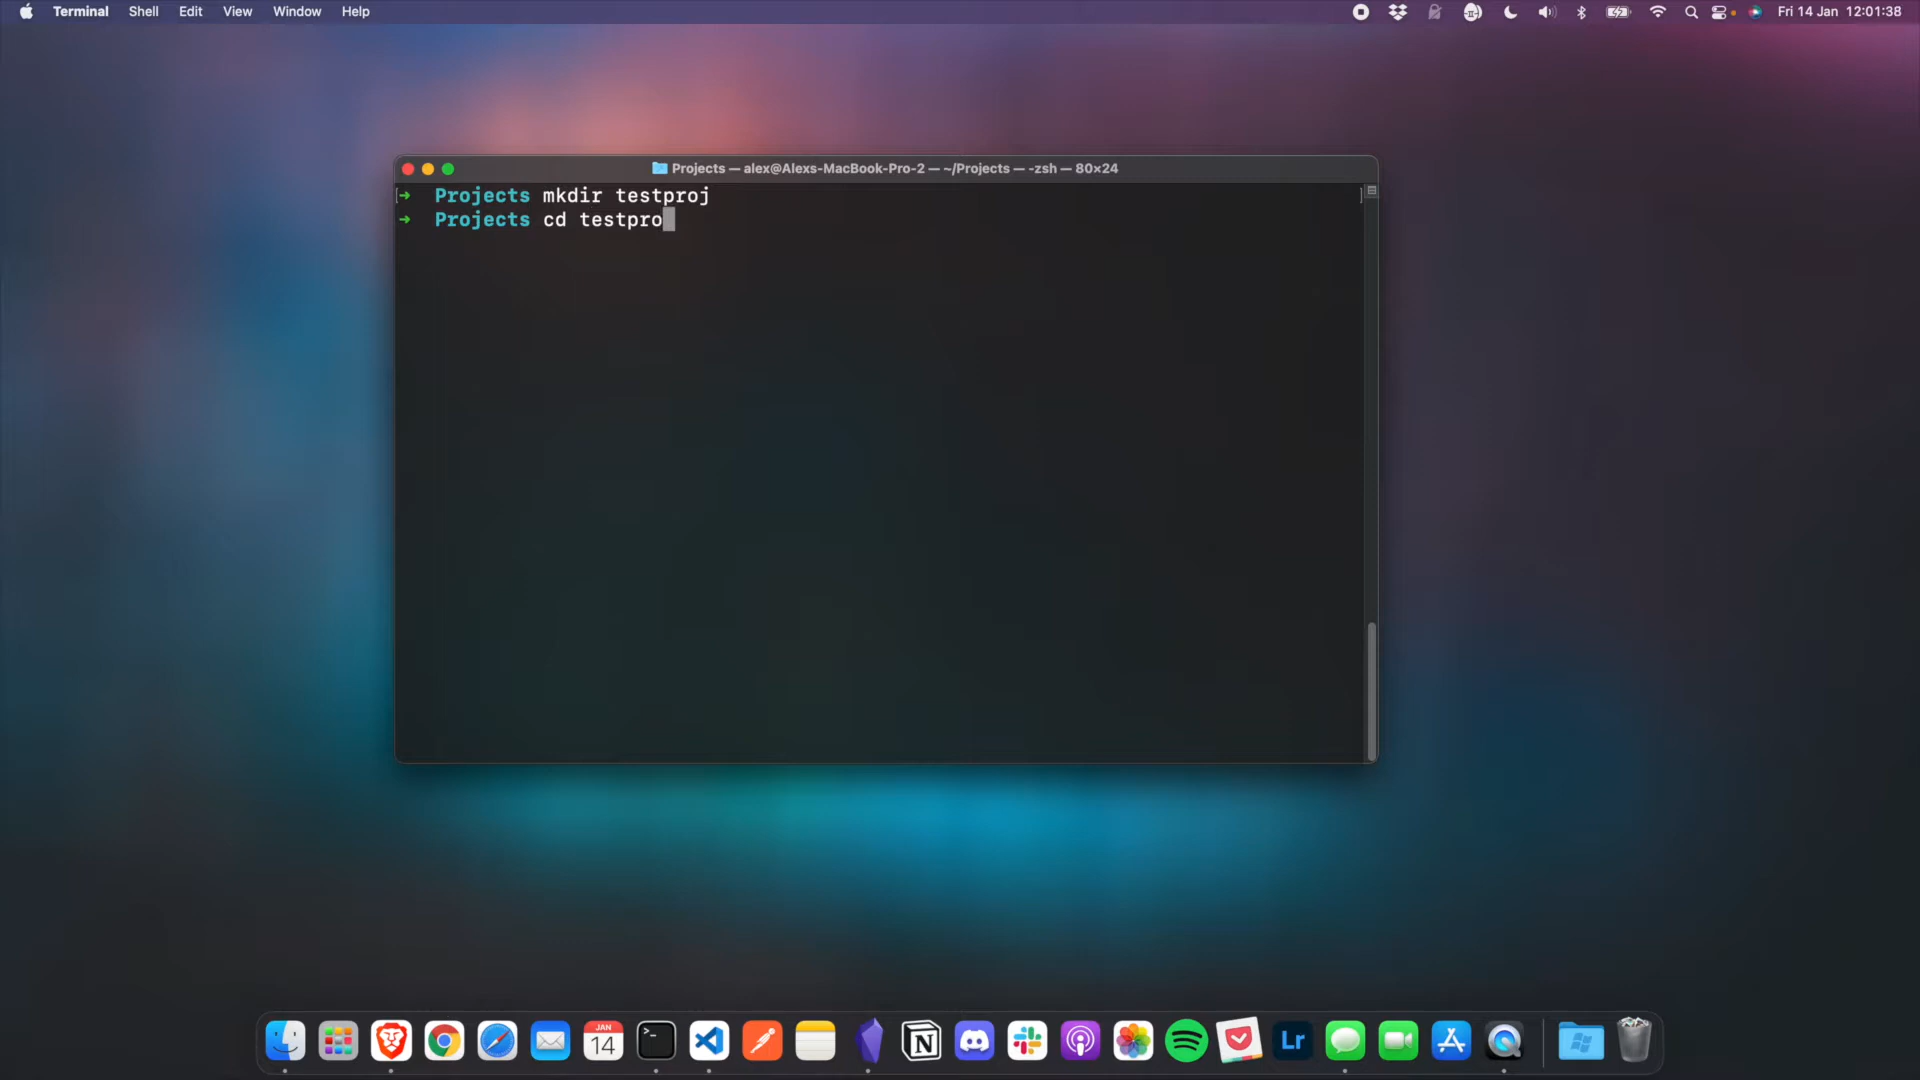 Terminal Shell Edit View Window Help Fri 14 Jan 12:01:38
Projects — alex@Alexs-MacBook-Pro-2 — ~/Projects — -zsh — 80×24
[➜ Projects mkdir testproj ]
➜ Projects cd testpro
JAN
14
>_
N
Lr